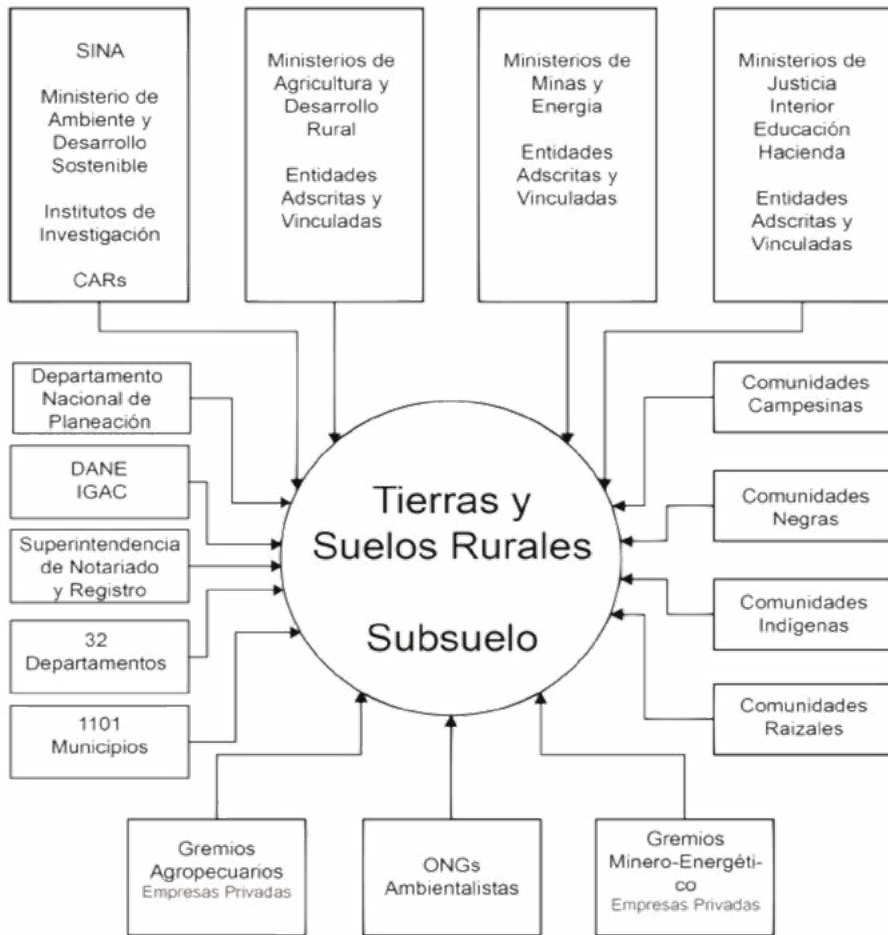 SINA
Ministerio de
Ambiente y
Desarrollo
Sostenible
Institutos de
Investigación
CARs
Ministerios de
Agricultura y
Desarrollo
Rural
Entidades
Adscritas y
Vinculadas
Ministerios de
Minas y
Energia
Entidades
Adscritas y
Vinculadas
Ministerios de
Justicia
Interior
Educación
Hacienda
Entidades
Adscritas y
Vinculadas
Departamento
Nacional de
Planeación
DANE
IGAC
Superintendencia
de Notariado
y Registro
32
Departamentos
1101
Municipios
Tierras y
Suelos Rurales
Subsuelo
Comunidades
Campesinas
Comunidades
Negras
Comunidades
Indígenas
Comunidades
Raizales
Gremios
Agropecuarios
Empresas Privadas
ONGs
Ambientalistas
Gremios
Minero-Energéti-
co
Empresas Privadas